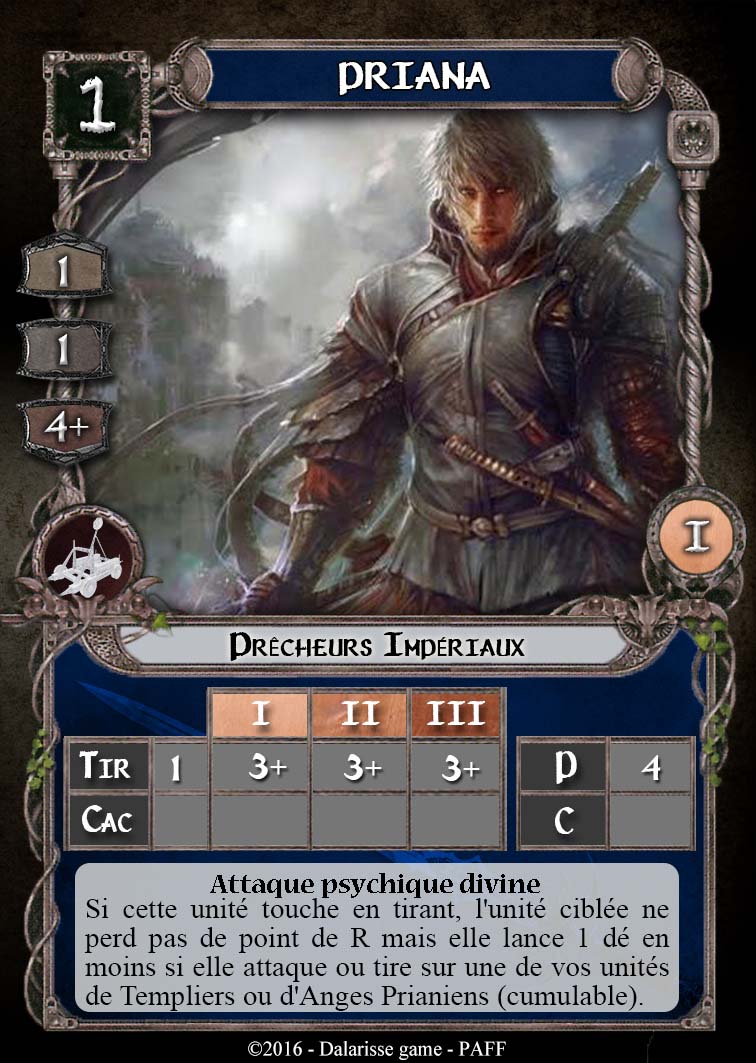 PRIANA
1
1
1
4+
I
Prêcheurs Impériaux
I II III
Tir 1 3+ 3+ 3+ P 4
Cac C
Attaque psychique divine
Si cette unité touche en tirant, l'unité ciblée ne
perd pas de point de R mais elle lance 1 dé en
moins si elle attaque ou tire sur une de vos unités
de Templiers ou d'Anges Prianiens (cumulable).
©2016 - Dalarisse game - PAFF